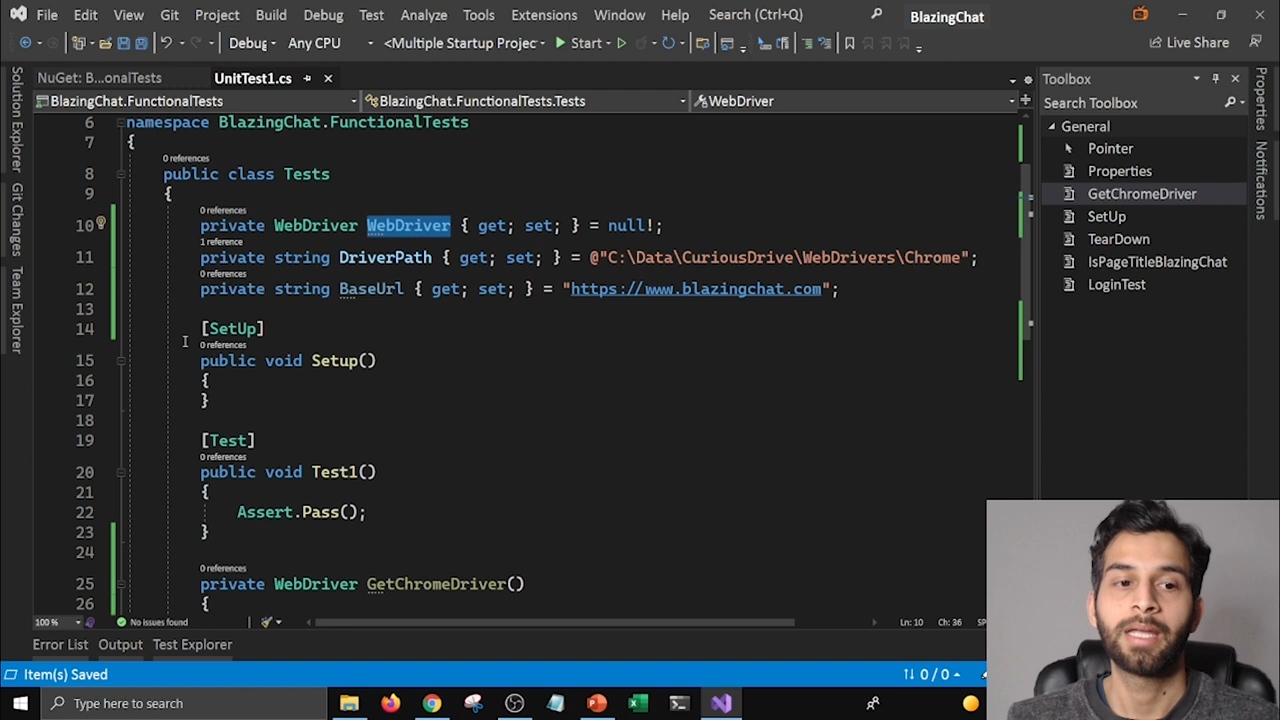 File Edit View Git Project Build Debug Test Analyze Tools Extensions Window Help Search (Ctrl+Q) BlazingChat
Debug Any CPU <Multiple Startup Projec Start Live Share
NuGet: B...onalTests UnitTest1.cs
BlazingChat.FunctionalTests BlazingChat.FunctionalTests.Tests WebDriver
6 namespace BlazingChat.FunctionalTests
7 {
0 references
8 public class Tests
9 {
0 references
10 private WebDriver WebDriver { get; set; } = null!;
1 reference
11 private string DriverPath { get; set; } = @"C:\Data\CuriousDrive\WebDrivers\Chrome";
0 references
12 private string BaseUrl { get; set; } = "https://www.blazingchat.com";
13
14 [SetUp]
0 references
15 public void Setup()
16 {
17 }
18
19 [Test]
0 references
20 public void Test1()
21 {
22 Assert.Pass();
23 }
24
0 references
25 private WebDriver GetChromeDriver()
26 {
100 % No issues found Ln: 10 Ch: 36 SP
Error List Output Test Explorer
Item(s) Saved 0 / 0
Type here to search
Solution Explorer
Git Changes
Team Explorer
Toolbox
Search Toolbox
General
Pointer
Properties
GetChromeDriver
SetUp
TearDown
IsPageTitleBlazingChat
LoginTest
Properties
Notifications